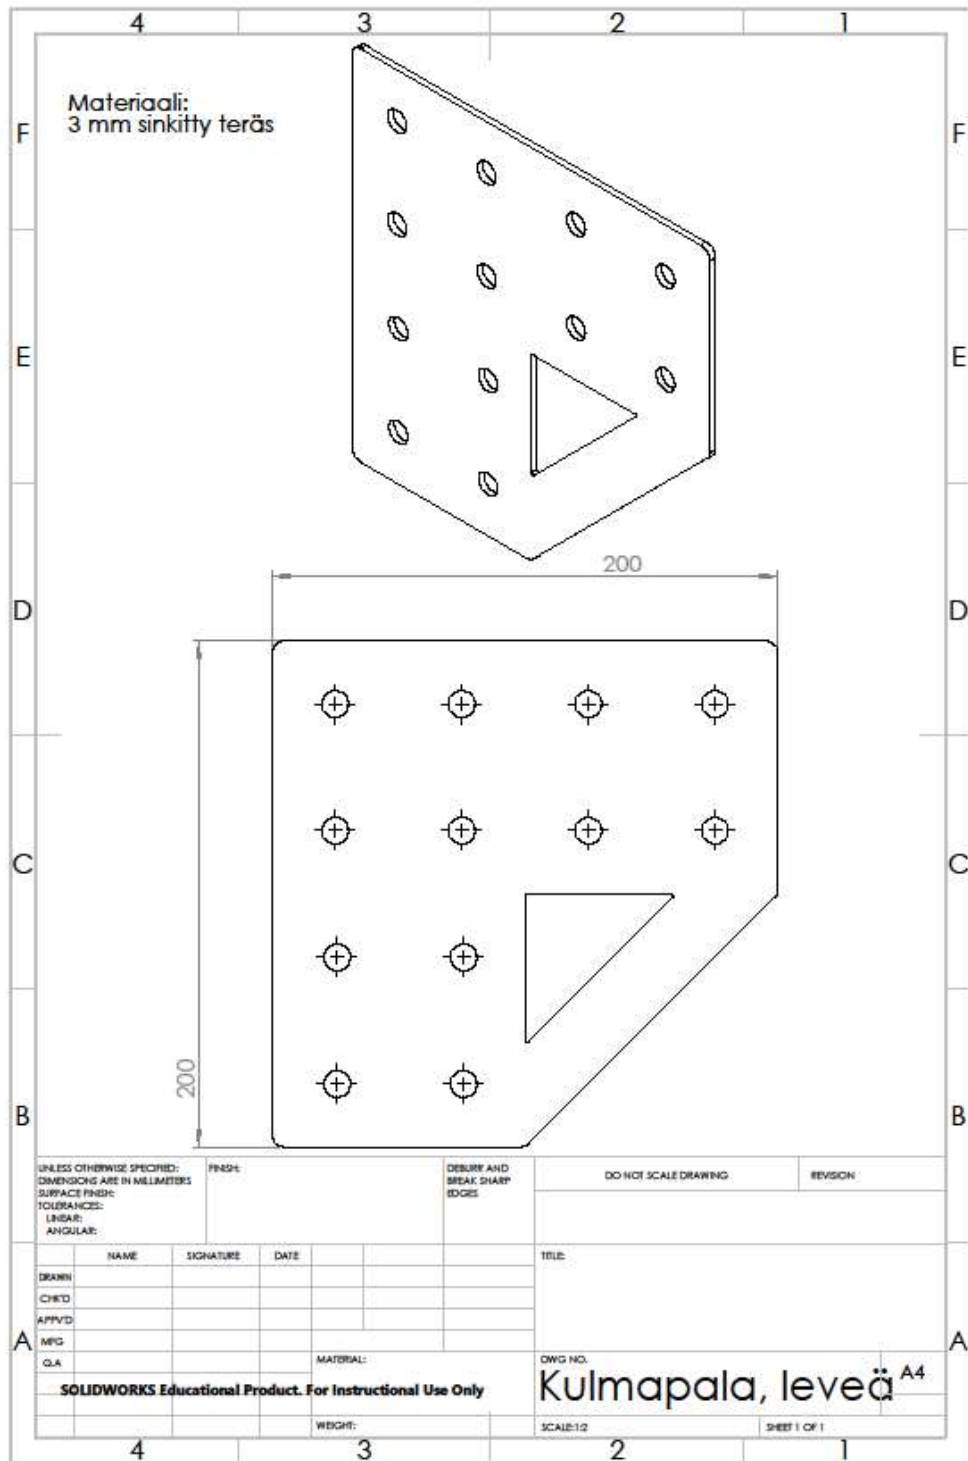 4 3 2 1
Materiaali:
3 mm sinkitty teräs
F F
E E
200
D D
C C
200
B B
UNLESS OTHERWISE SPECIFIED:
DIMENSIONS ARE IN MILLIMETERS
SURFACE FINISH:
TOLERANCES:
LINEAR:
ANGULAR:
FINISH:
DEBURR AND
BREAK SHARP
EDGES
DO NOT SCALE DRAWING
REVISION
NAME SIGNATURE DATE
TITLE:
DRAWN
CHK'D
APPV'D
MFG
Q.A
A A
MATERIAL:
DWG NO.
Kulmapala, leveä
A4
SOLIDWORKS Educational Product. For Instructional Use Only
WEIGHT:
SCALE:1:2
SHEET 1 OF 1
4 3 2 1